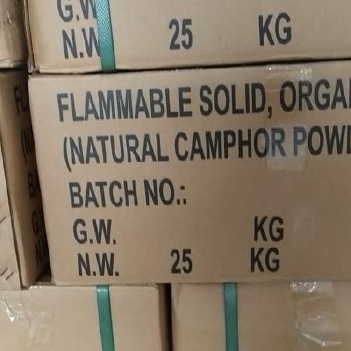 G.W.
N.W. 25 KG
FLAMMABLE SOLID, ORGA
(NATURAL CAMPHOR POW
BATCH NO.:
G.W. KG
N.W. 25 KG